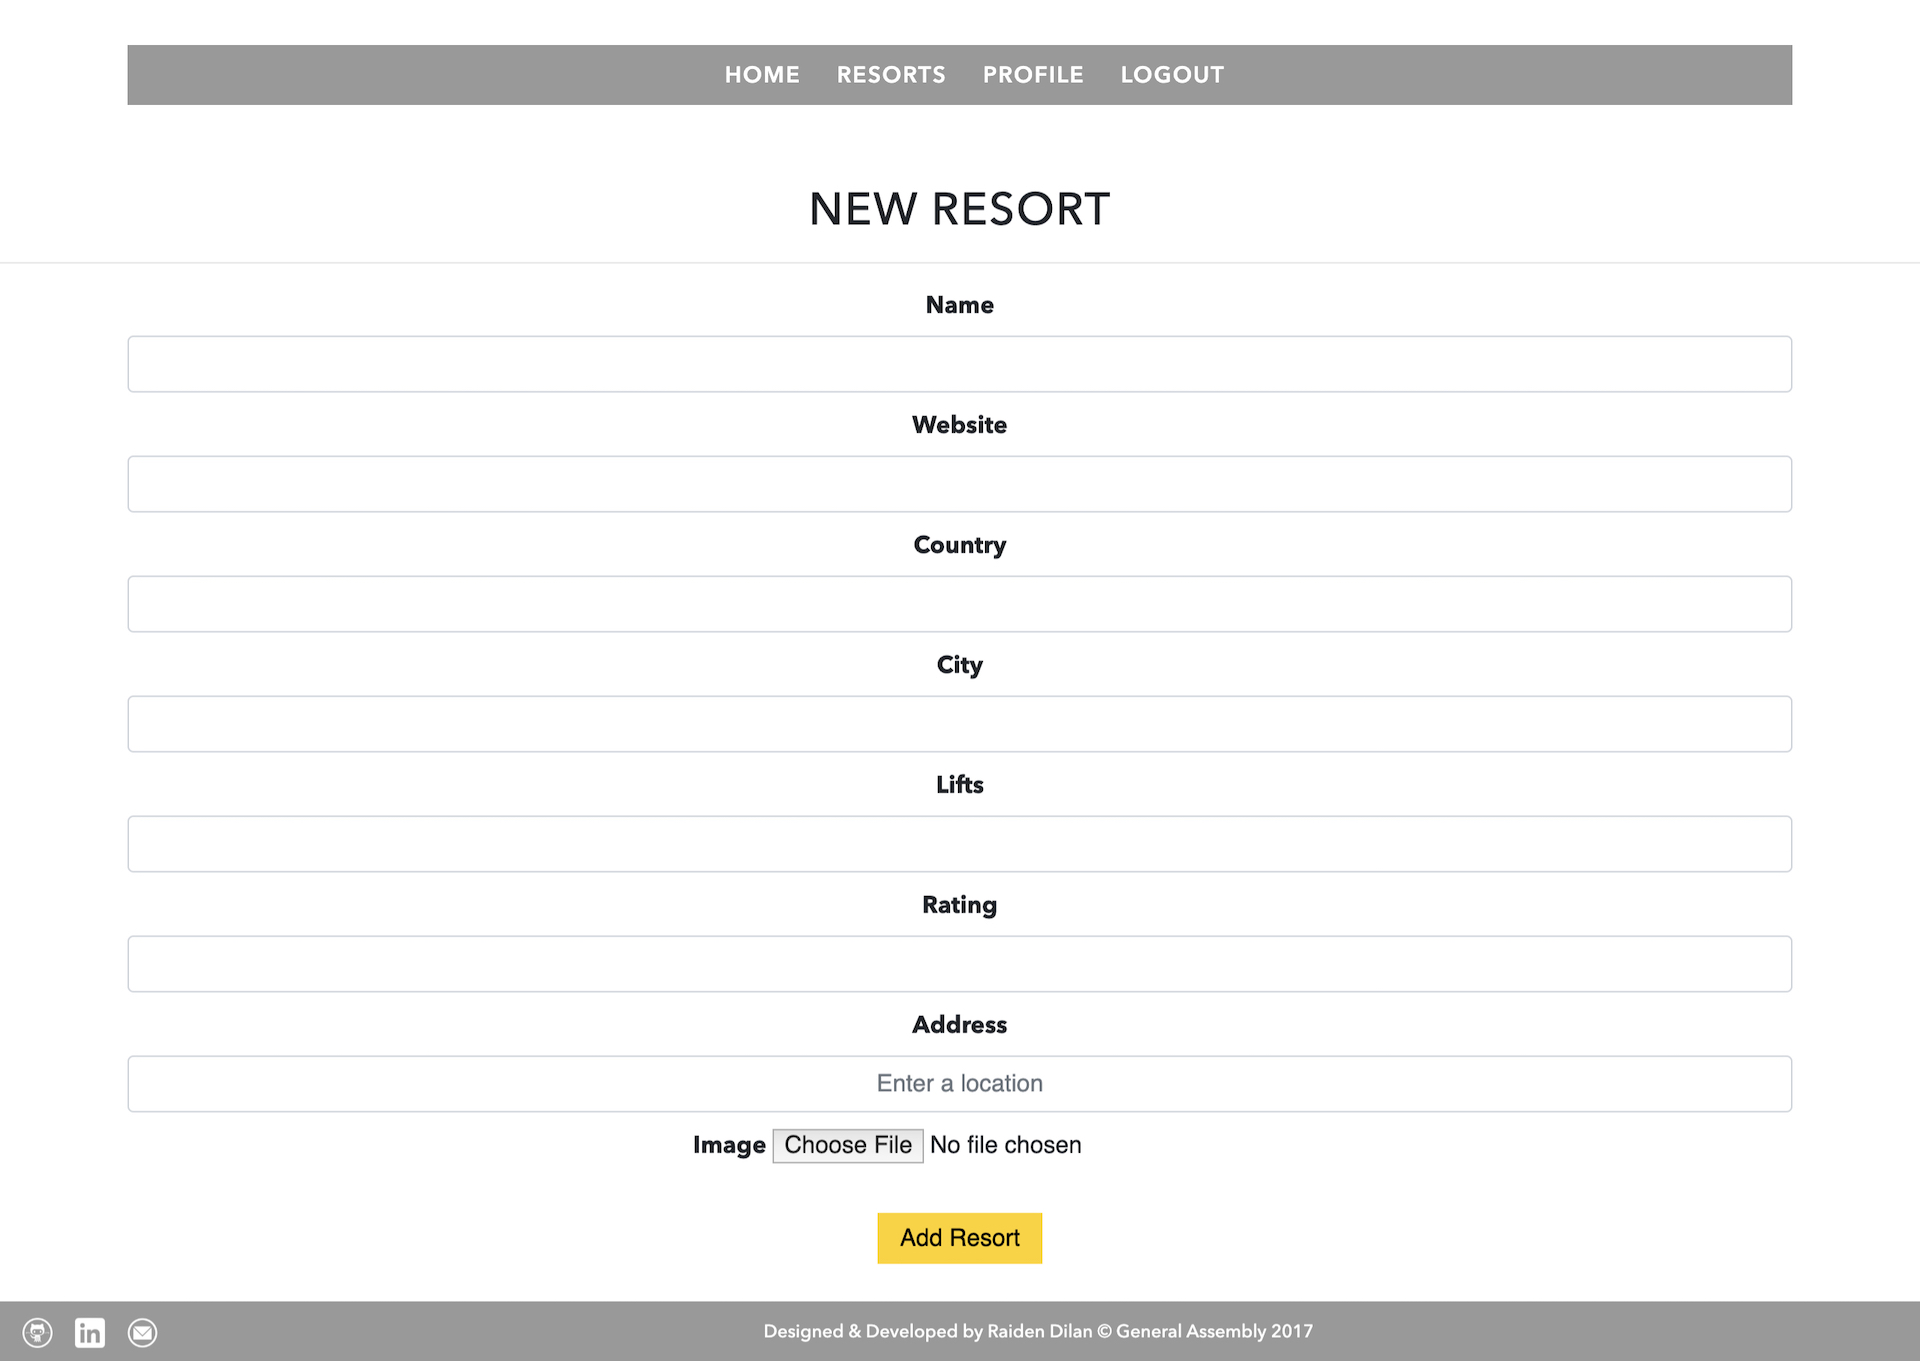 HOME RESORTS PROFILE LOGOUT
NEW RESORT
Name
Website
Country
City
Lifts
Rating
Address
Enter a location
Image Choose File No file chosen
Add Resort
in Designed & Developed by Raiden Dilan © General Assembly 2017